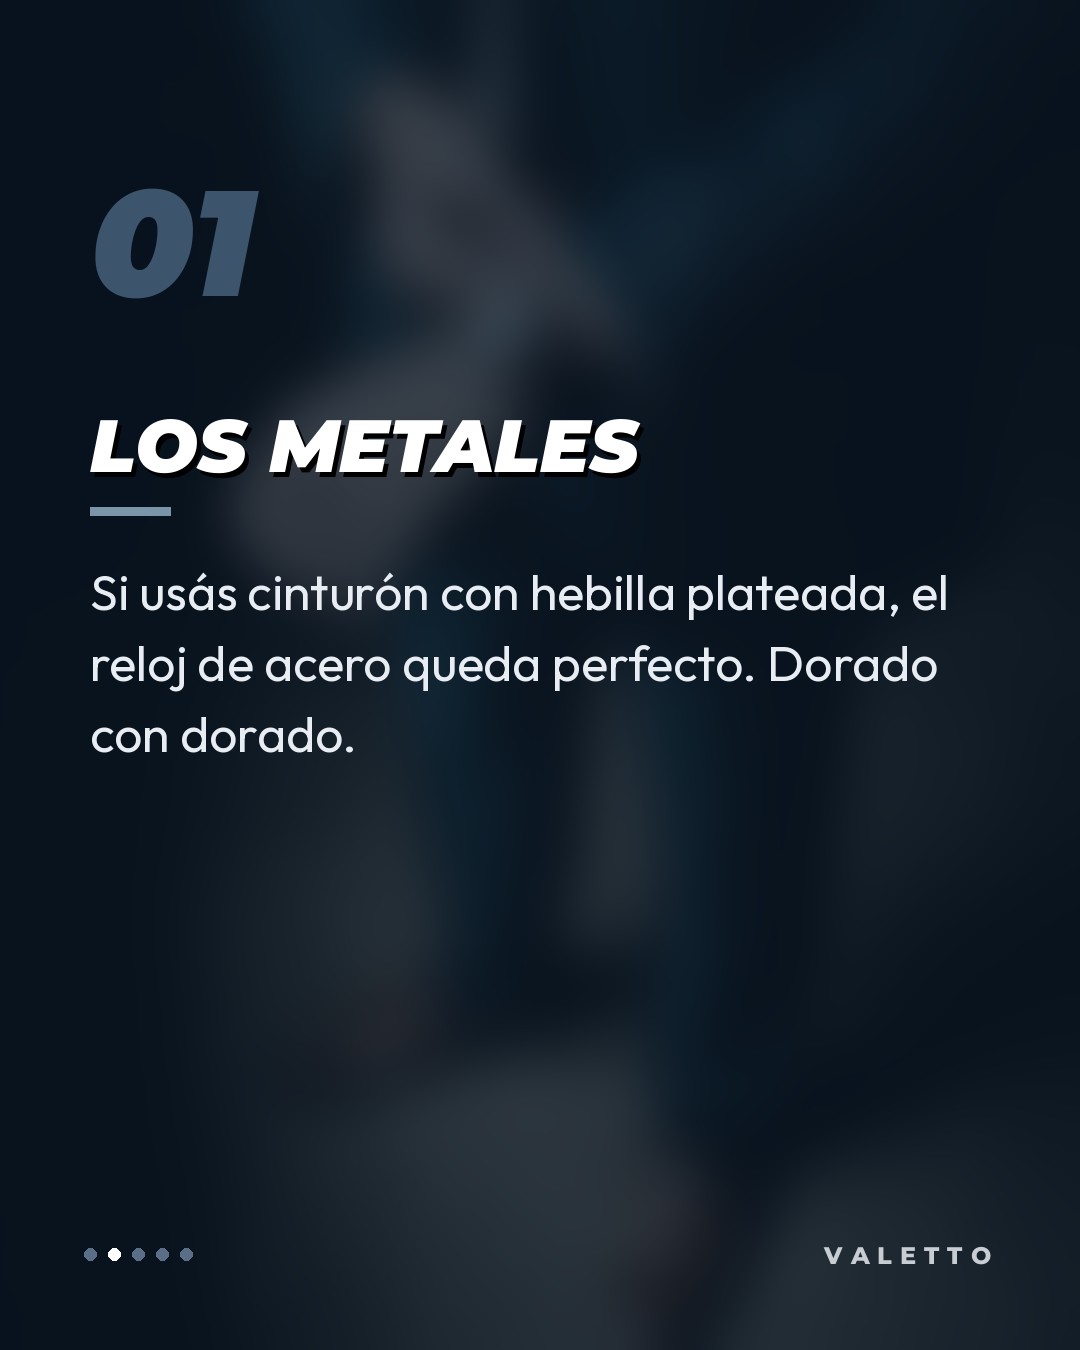 01
LOS METALES
Si usás cinturón con hebilla plateada, el
reloj de acero queda perfecto. Dorado
con dorado.
VALETTO